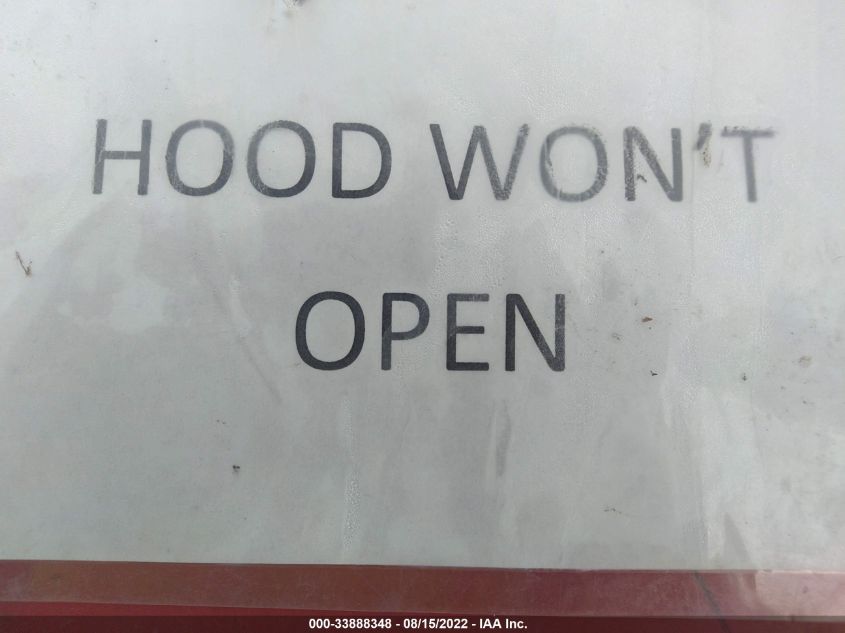 HOOD WON'T
OPEN
000-33888348 - 08/15/2022 - IAA Inc.